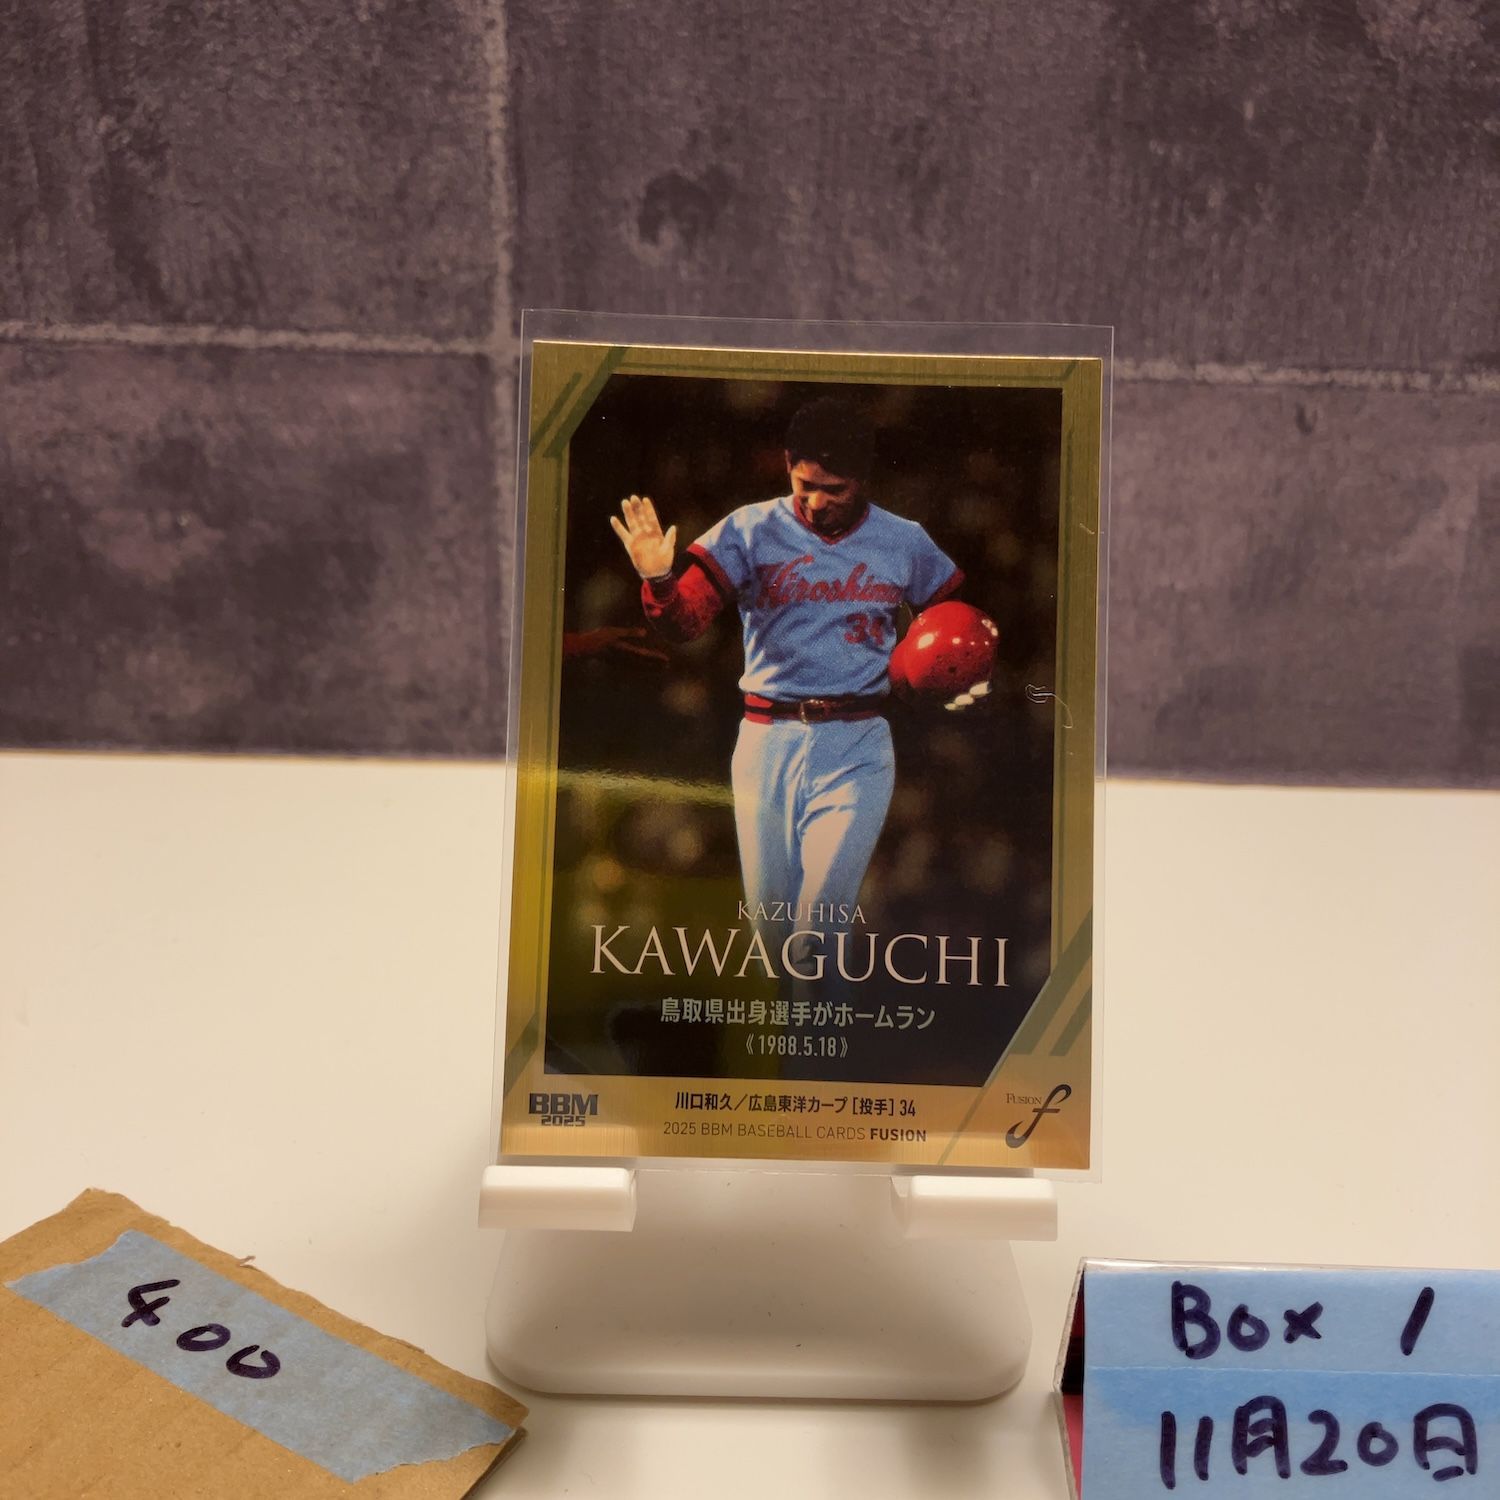 Hiroshima
34
KAZUHISA
KAWAGUCHI
鳥取県出身選手がホームラン
《1988.5.18》
BBM
2025
川口和久／広島東洋カープ［投手］34
2025 BBM BASEBALL CARDS FUSION
FUSION f
400
Box 1
11月20日